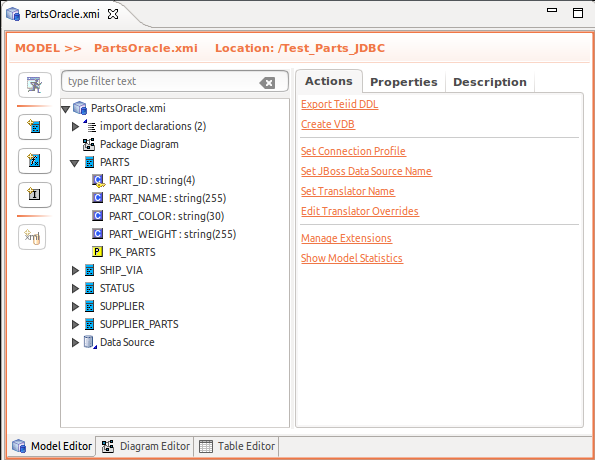 PartsOracle.xmi
MODEL >> PartsOracle.xmi Location: /Test_Parts_JDBC
type filter text
PartsOracle.xmi
import declarations (2)
Package Diagram
PARTS
PART_ID : string(4)
PART_NAME : string(255)
PART_COLOR : string(30)
PART_WEIGHT : string(255)
PK_PARTS
SHIP_VIA
STATUS
SUPPLIER
SUPPLIER_PARTS
Data Source
Actions Properties Description
Export Teiid DDL
Create VDB
Set Connection Profile
Set JBoss Data Source Name
Set Translator Name
Edit Translator Overrides
Manage Extensions
Show Model Statistics
xml
Model Editor Diagram Editor Table Editor